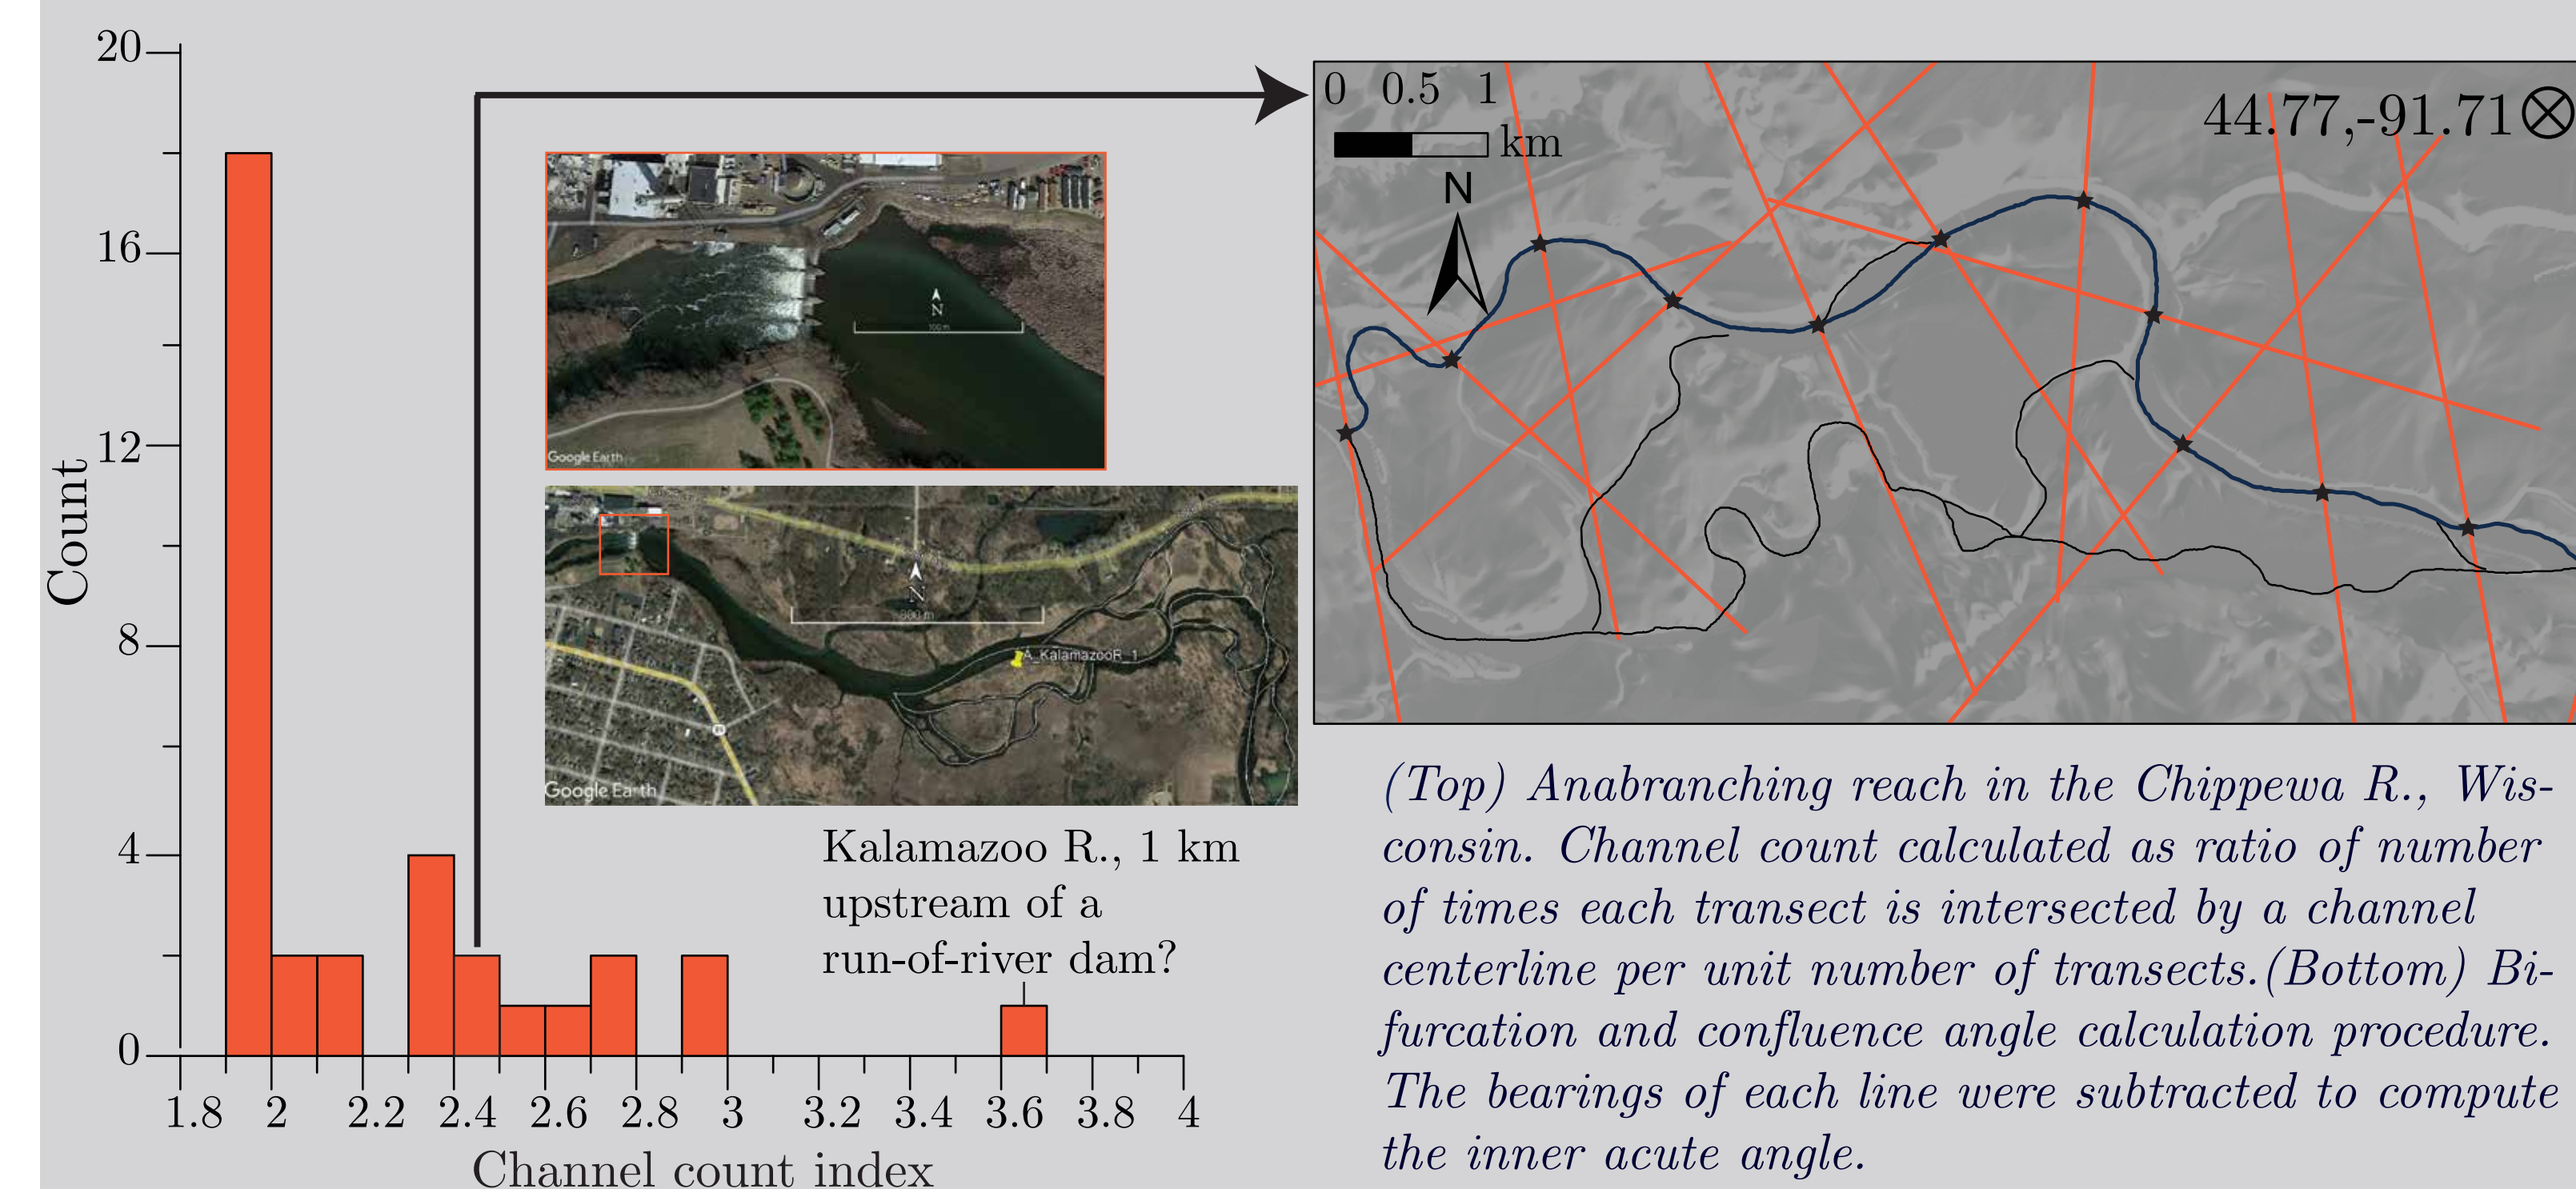 20
16
12
8
4
0
Count
1.8 2 2.2 2.4 2.6 2.8 3 3.2 3.4 3.6 3.8 4
Channel count index
N
100 m
Google Earth
N
300 m
A_KalamazooR_1
Google Earth
Kalamazoo R., 1 km
upstream of a
run-of-river dam?
0 0.5 1
km
N
44.77,-91.71
(Top) Anabranching reach in the Chippewa R., Wis-
consin. Channel count calculated as ratio of number
of times each transect is intersected by a channel
centerline per unit number of transects.(Bottom) Bi-
furcation and confluence angle calculation procedure.
The bearings of each line were subtracted to compute
the inner acute angle.